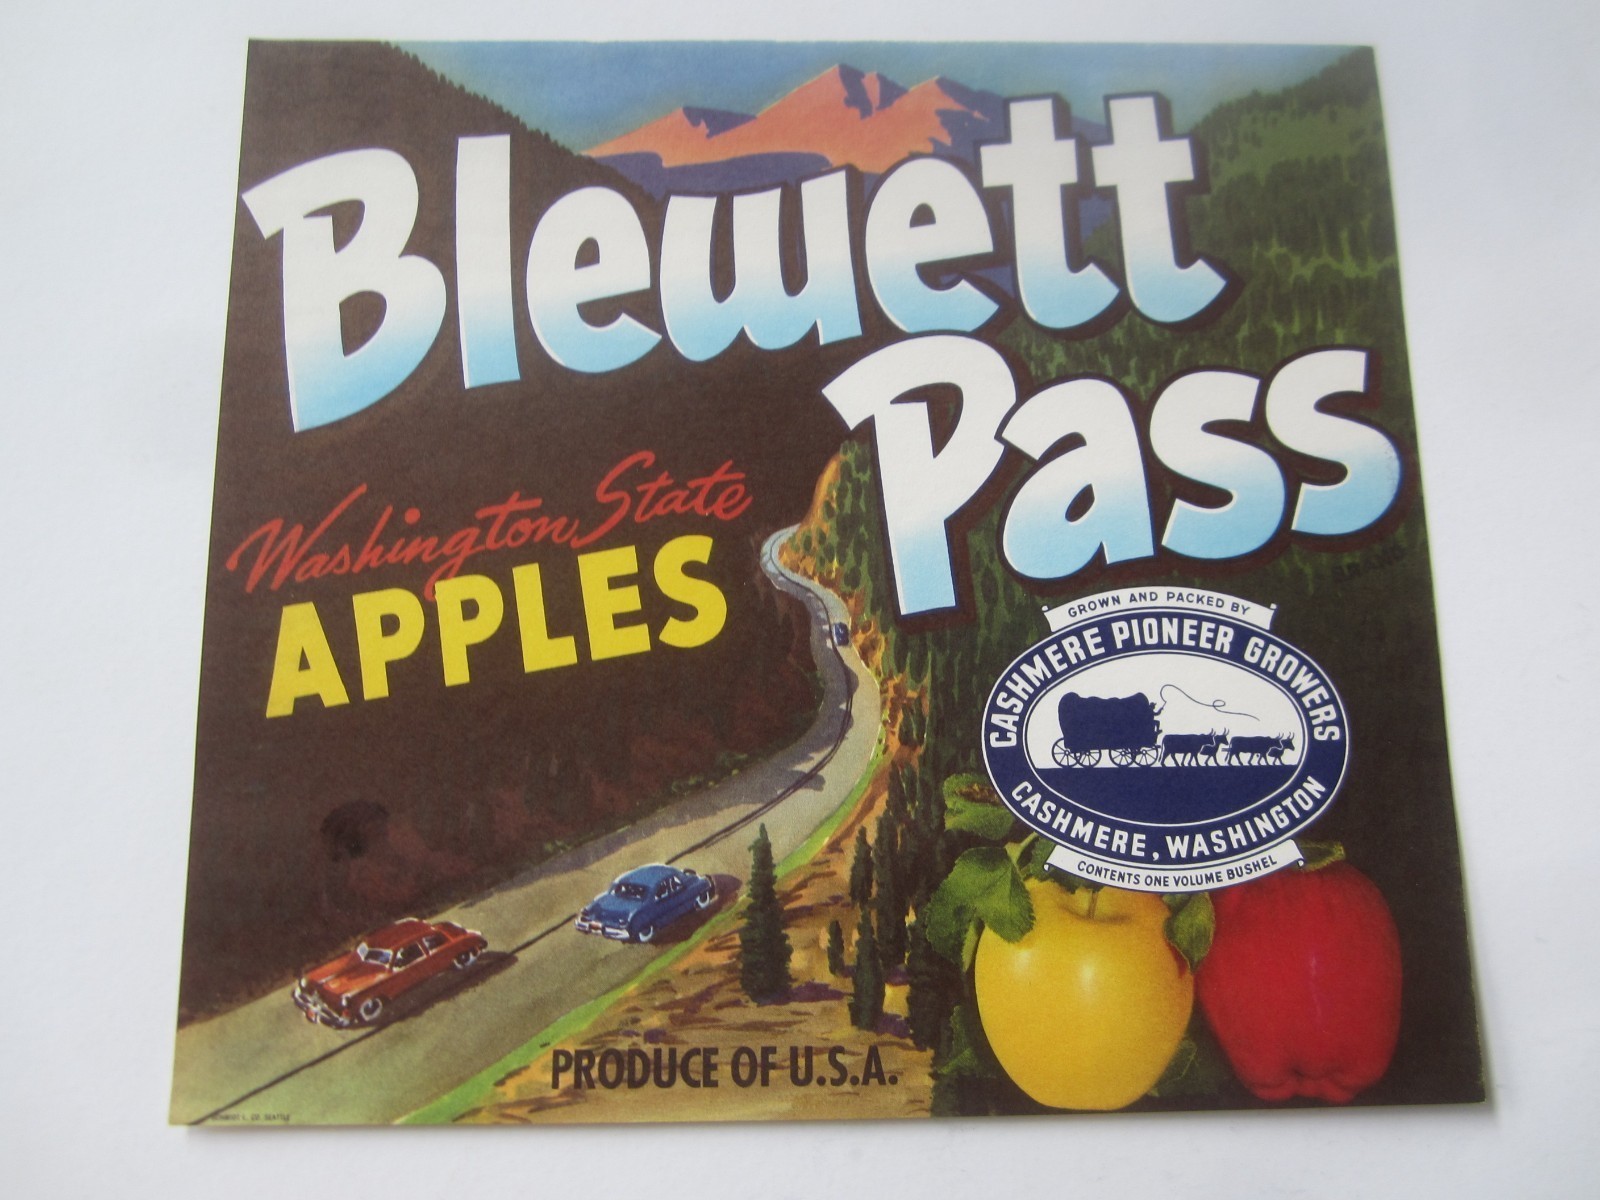 Blewett
Pass
BRAND
Washington State
APPLES
GROWN AND PACKED BY
CASHMERE PIONEER GROWERS
CASHMERE, WASHINGTON
CONTENTS ONE VOLUME BUSHEL
PRODUCE OF U.S.A.